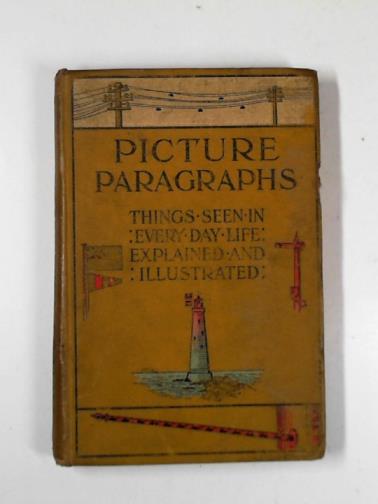 PICTURE
PARAGRAPHS
THINGS·SEEN·IN
:EVERY·DAY·LIFE:
EXPLAINED·AND
:ILLUSTRATED: